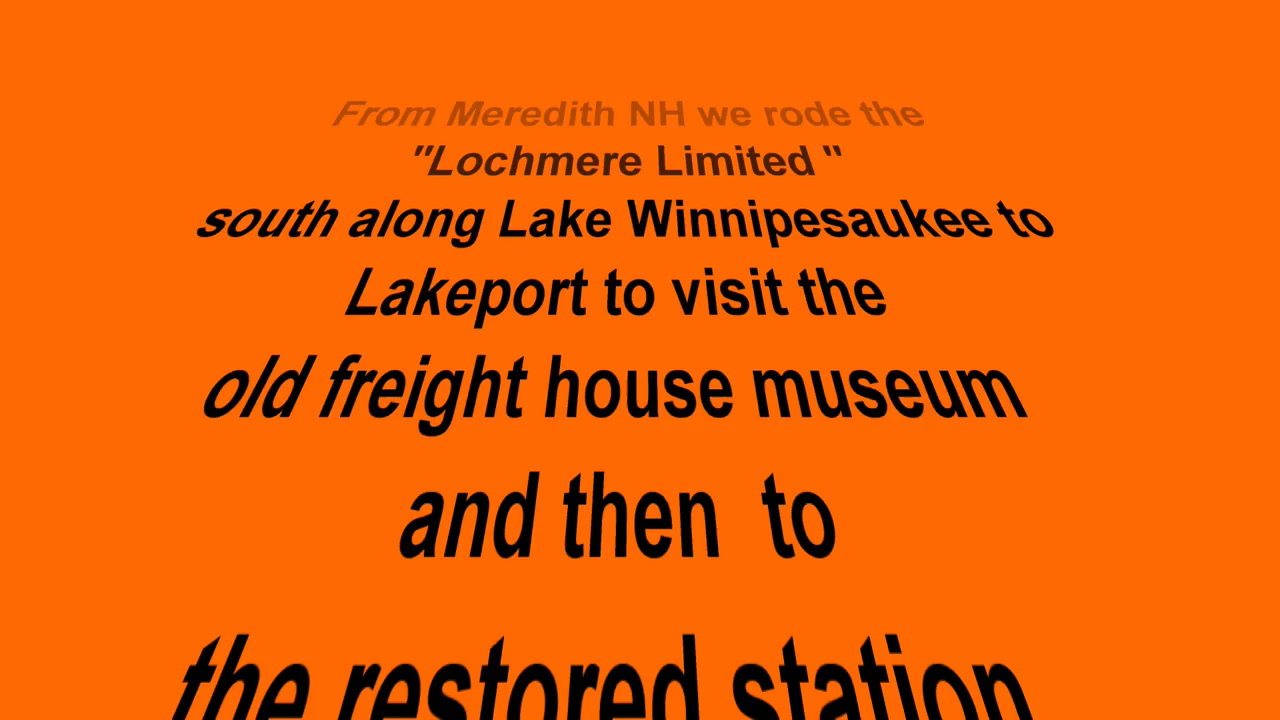 From Meredith NH we rode the
"Lochmere Limited "
south along Lake Winnipesaukee to
Lakeport to visit the
old freight house museum
and then  to
the restored station